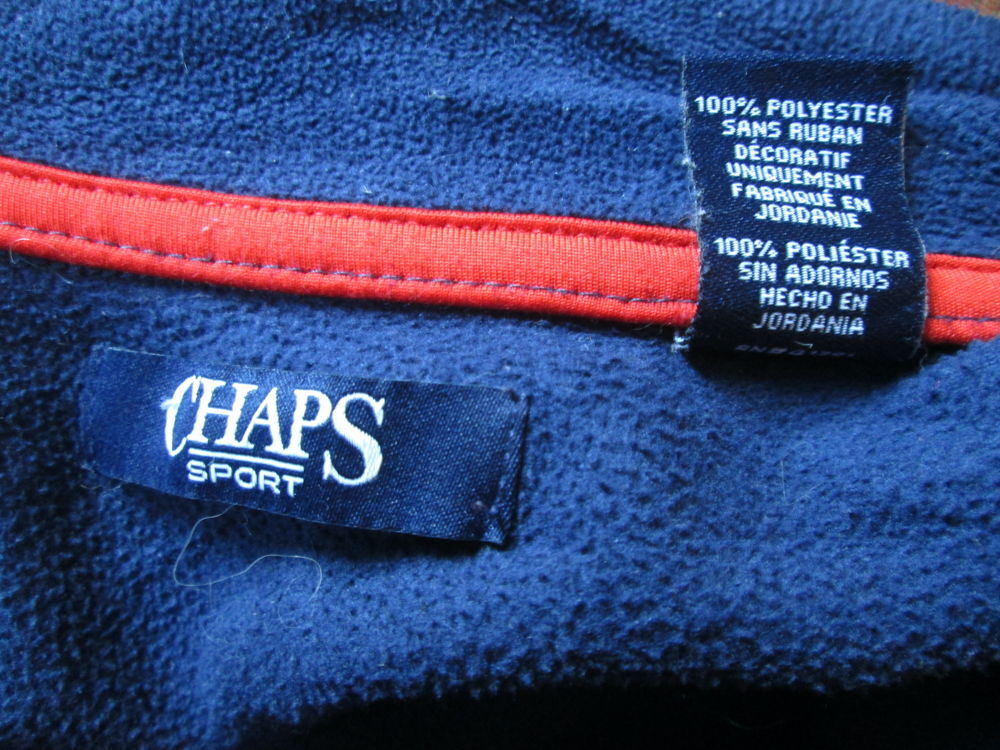 100% POLYESTER
SANS RUBAN
DÉCORATIF
UNIQUEMENT
FABRIQUÉ EN
JORDANIE
100% POLIÉSTER
SIN ADORNOS
HECHO EN
JORDANIA
CHAPS
SPORT